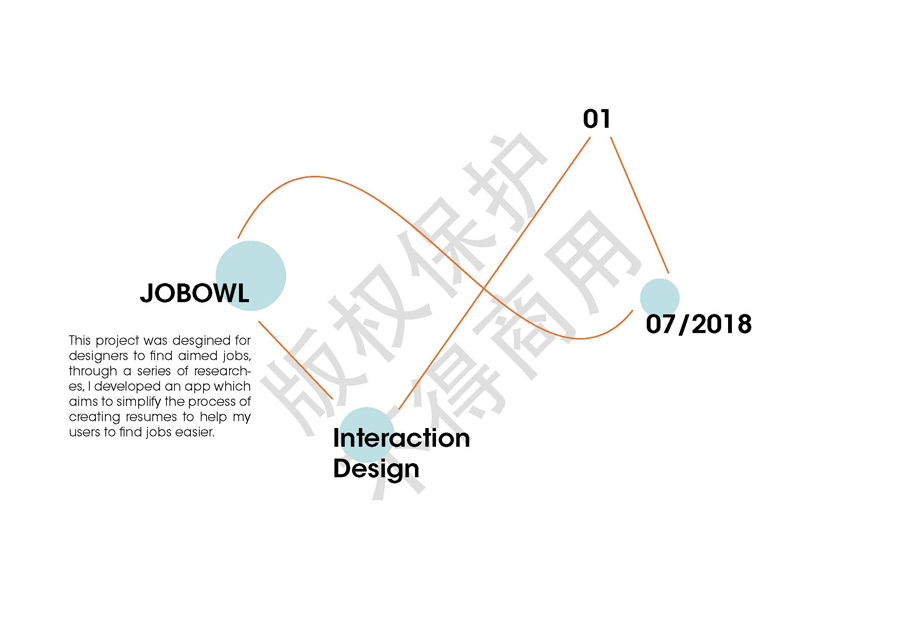 01
JOBOWL
07/2018
This project was desgined for
designers to find aimed jobs,
through a series of research-
es, I developed an app which
aims to simplify the process of
creating resumes to help my
users to find jobs easier.
Interaction
Design
版权保护
不得商用